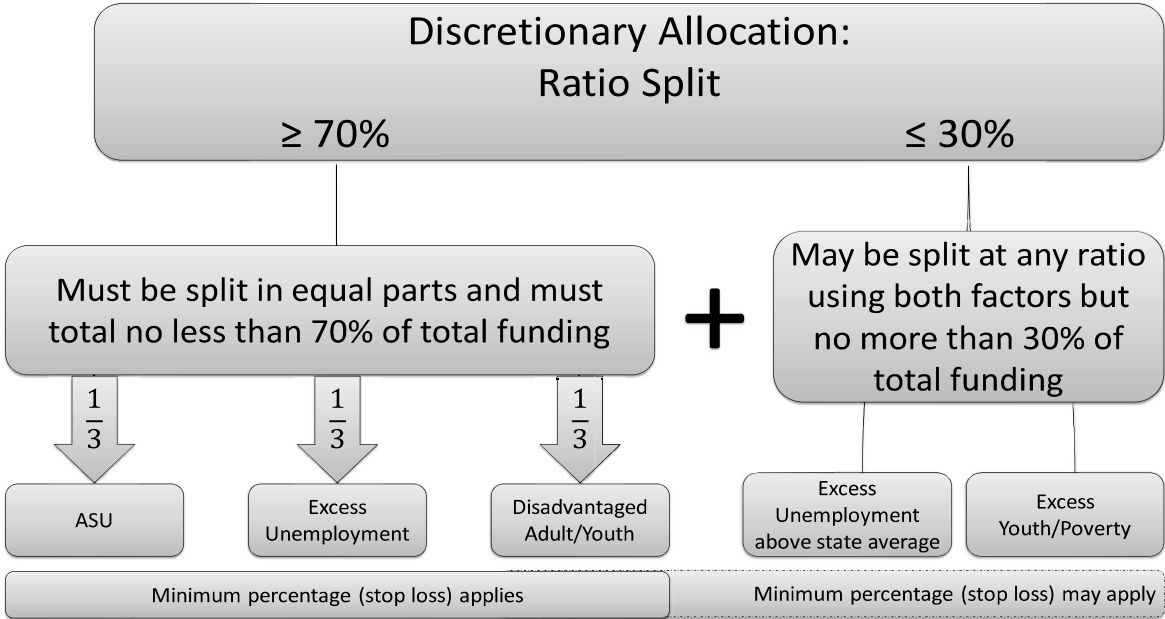 Discretionary Allocation:
Ratio Split
≥ 70%
≤ 30%
Must be split in equal parts and must
total no less than 70% of total funding
+
May be split at any ratio
using both factors but
no more than 30% of
total funding
1/3
1/3
1/3
ASU
Excess
Unemployment
Disadvantaged
Adult/Youth
Excess
Unemployment
above state average
Excess
Youth/Poverty
Minimum percentage (stop loss) applies
Minimum percentage (stop loss) may apply